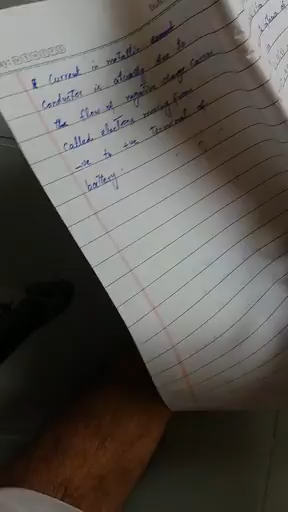 * Current in metallic
conductor is actually due to
the flow of negative charge Carrier
Called electrons moving from
-ve to +ve Terminal of
battery.